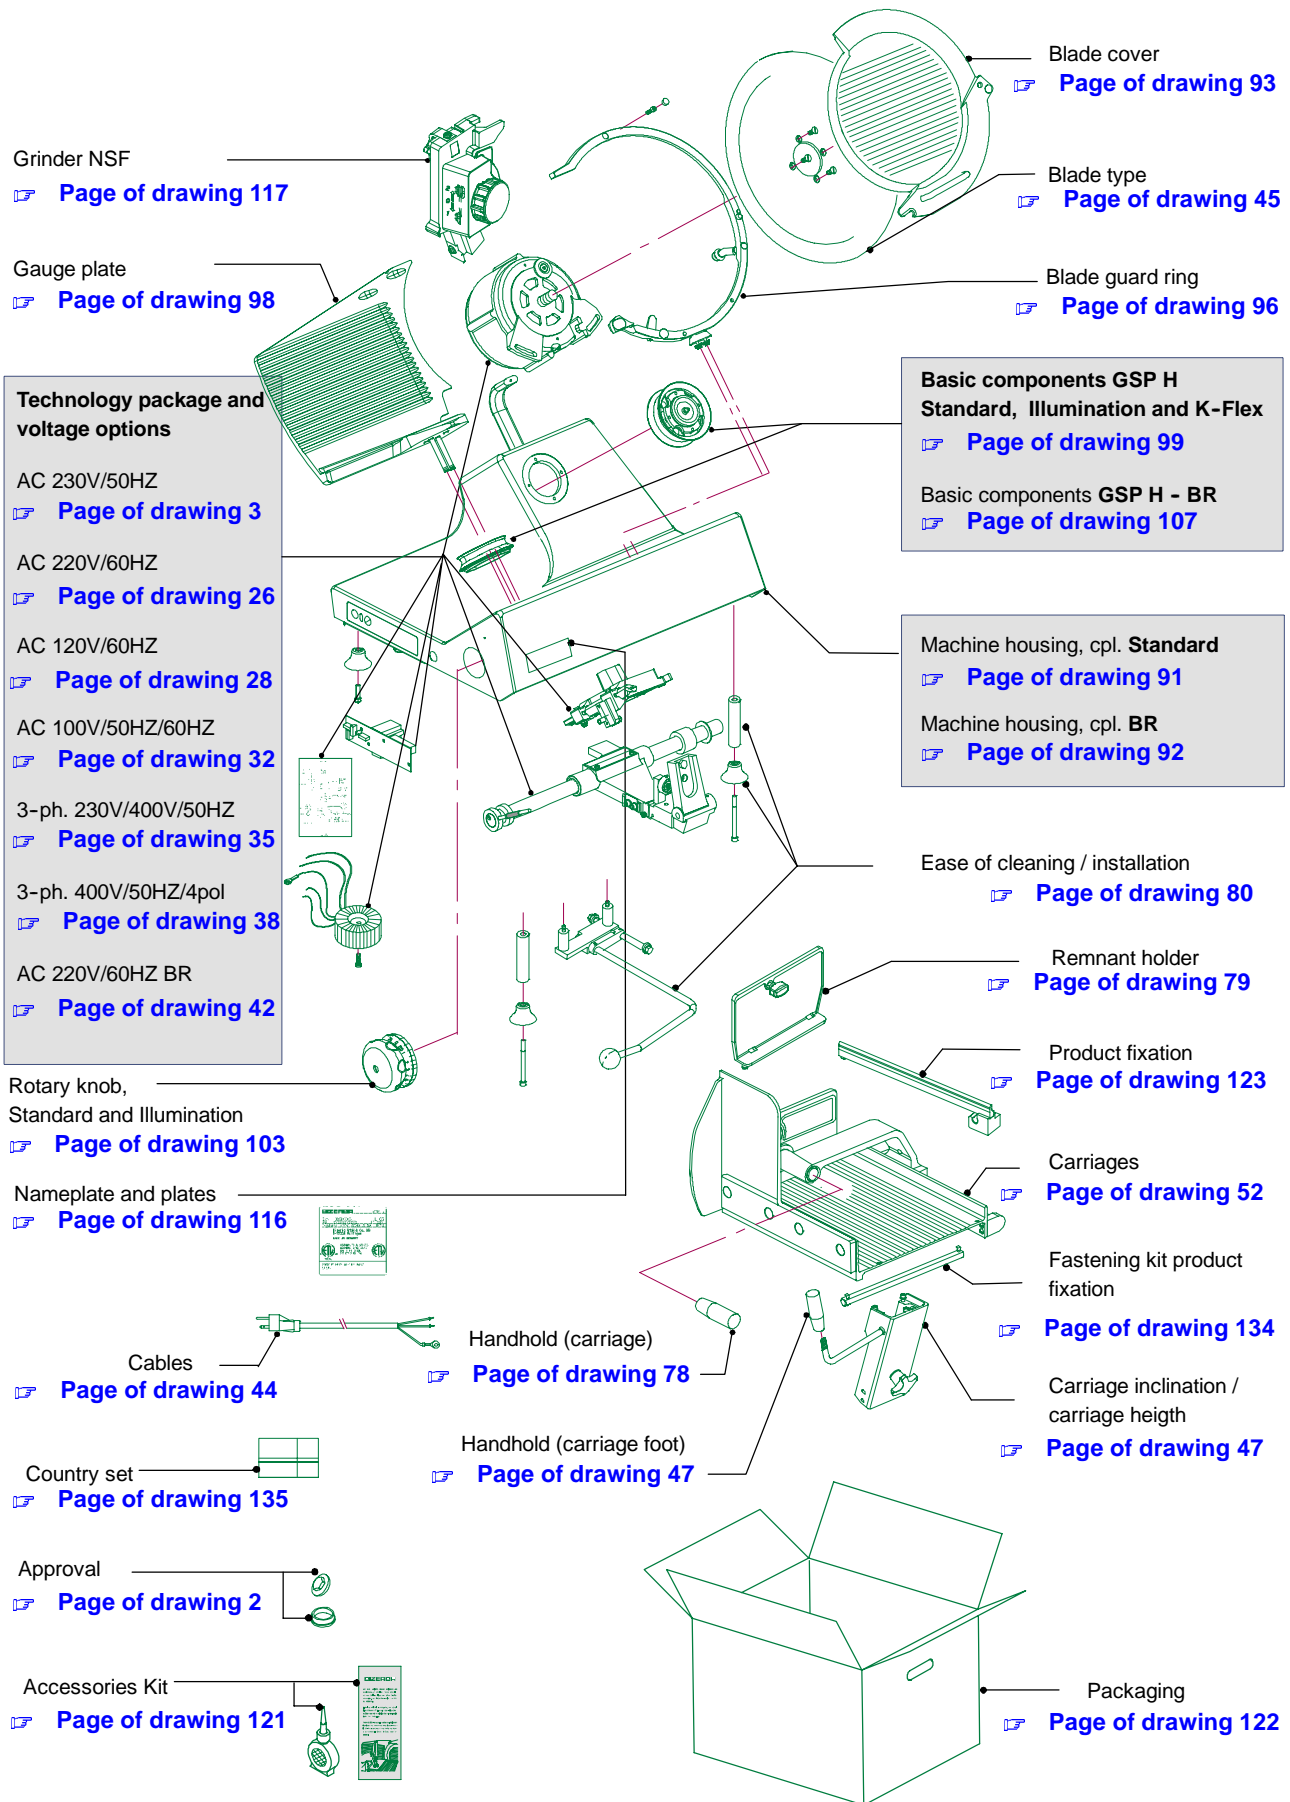 Blade cover
☞ Page of drawing 93
Grinder NSF
☞ Page of drawing 117
Blade type
☞ Page of drawing 45
Gauge plate
☞ Page of drawing 98
Blade guard ring
☞ Page of drawing 96
Technology package and
voltage options
AC 230V/50HZ
☞ Page of drawing 3
AC 220V/60HZ
☞ Page of drawing 26
AC 120V/60HZ
☞ Page of drawing 28
AC 100V/50HZ/60HZ
☞ Page of drawing 32
3-ph. 230V/400V/50HZ
☞ Page of drawing 35
3-ph. 400V/50HZ/4pol
☞ Page of drawing 38
AC 220V/60HZ BR
☞ Page of drawing 42
Basic components GSP H
Standard, Illumination and K-Flex
☞ Page of drawing 99
Basic components GSP H - BR
☞ Page of drawing 107
Machine housing, cpl. Standard
☞ Page of drawing 91
Machine housing, cpl. BR
☞ Page of drawing 92
Ease of cleaning / installation
☞ Page of drawing 80
Remnant holder
☞ Page of drawing 79
Product fixation
☞ Page of drawing 123
Rotary knob,
Standard and Illumination
☞ Page of drawing 103
Carriages
☞ Page of drawing 52
Nameplate and plates
☞ Page of drawing 116
Fastening kit product
fixation
☞ Page of drawing 134
Cables
☞ Page of drawing 44
Handhold (carriage)
☞ Page of drawing 78
Carriage inclination /
carriage heigth
☞ Page of drawing 47
Handhold (carriage foot)
☞ Page of drawing 47
Country set
☞ Page of drawing 135
Approval
☞ Page of drawing 2
Accessories Kit
☞ Page of drawing 121
BIZERCH
Packaging
☞ Page of drawing 122